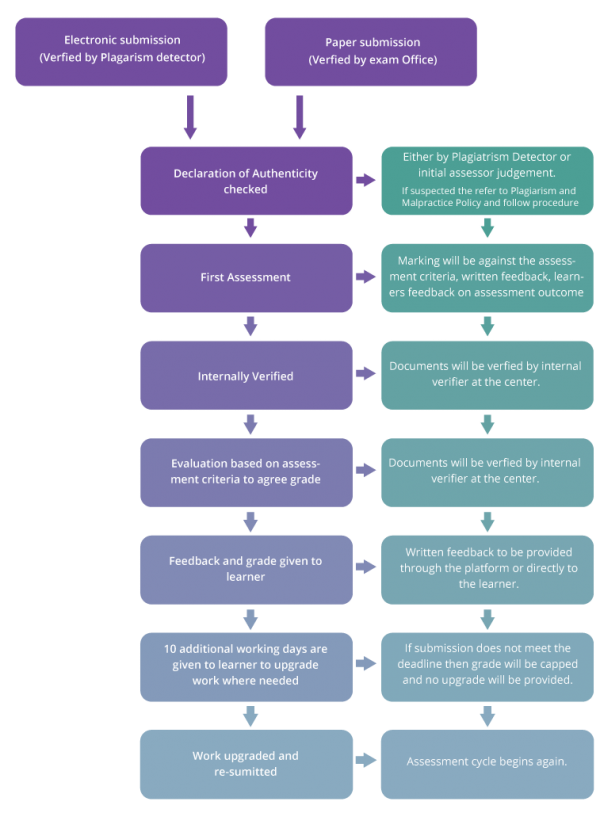 Electronic submission
(Verfied by Plagarism detector)
Paper submission
(Verfied by exam Office)
Declaration of Authenticity
checked
Either by Plagiatrism Detector or
initial assessor judgement.
If suspected the refer to Plagiarism and
Malpractice Policy and follow procedure
First Assessment
Marking will be against the assess-
ment criteria, written feedback, learn-
ers feedback on assessment outcome
Internally Verified
Documents will be verfied by internal
verifier at the center.
Evaluation based on assess-
ment criteria to agree grade
Documents will be verfied by internal
verifier at the center.
Feedback and grade given to
learner
Written feedback to be provided
through the platform or directly to
the learner.
10 additional working days are
given to learner to upgrade
work where needed
If submission does not meet the
deadline then grade will be capped
and no upgrade will be provided.
Work upgraded and
re-sumitted
Assessment cycle begins again.